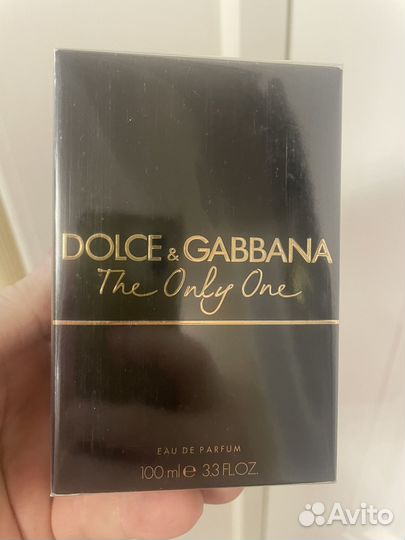 DOLCE & GABBANA
The Only One
EAU DE PARFUM
100 ml e 3.3 FL.OZ.
Avito